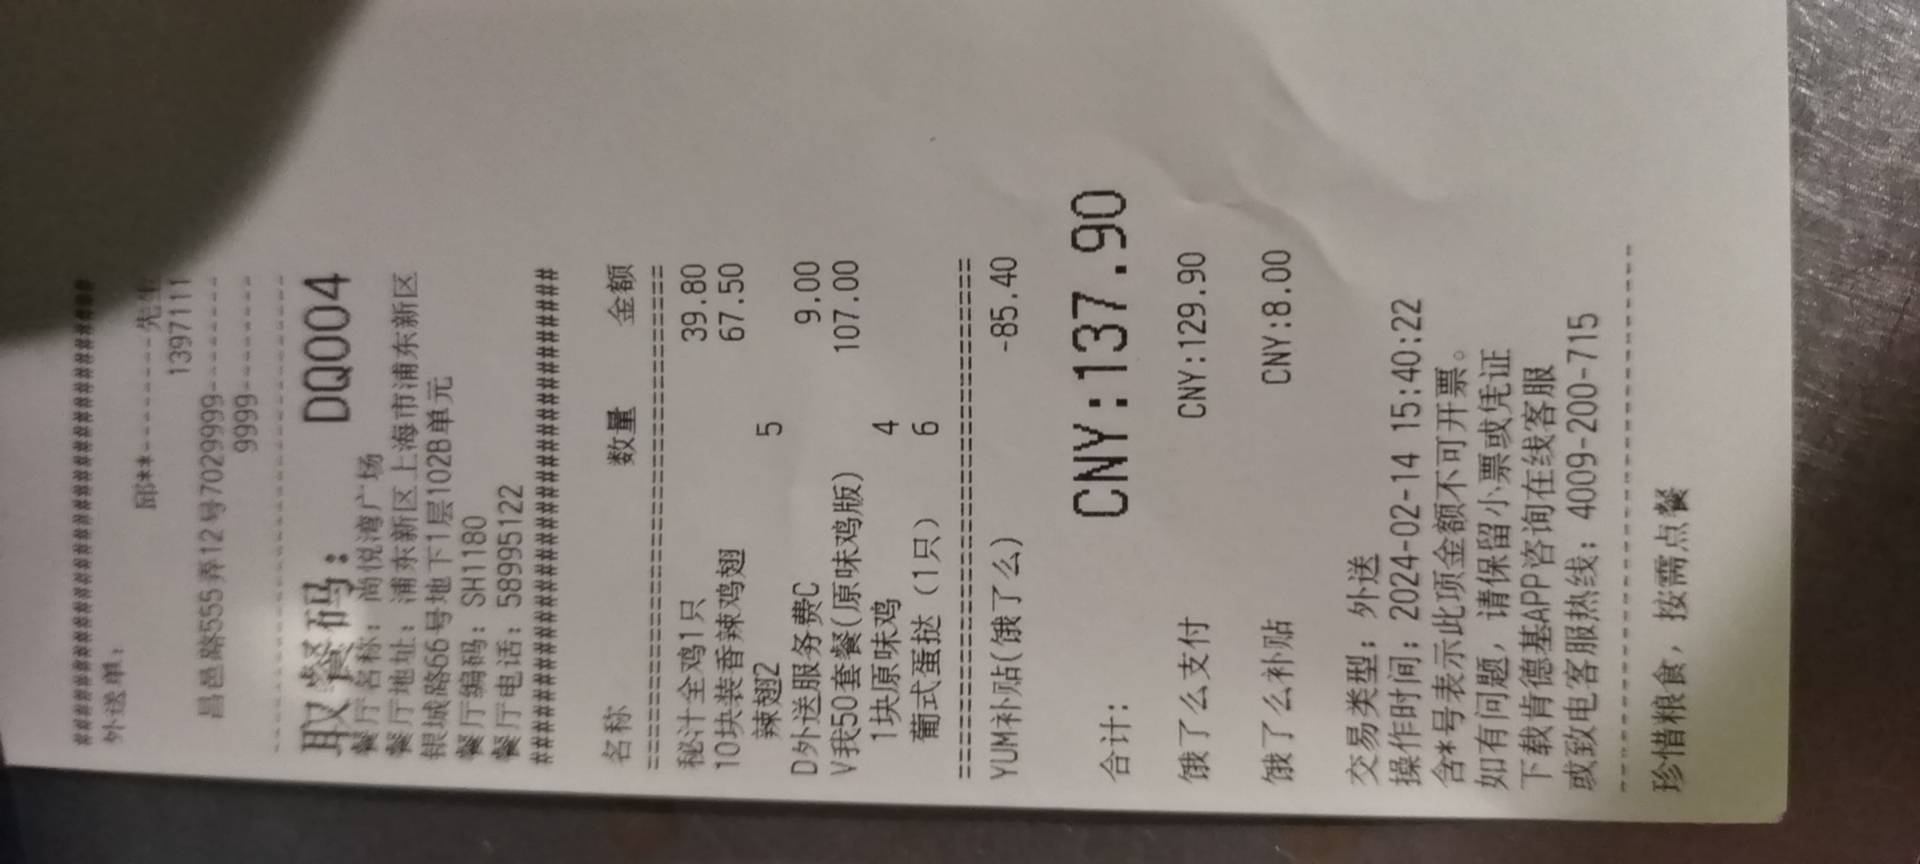 ##########################################
外送单:
邱**----------先生
1397111
昌邑路555弄12号7029999----------
9999----------
----------------------------------------
取餐码: DQ004
餐厅名称: 尚悦湾广场
餐厅地址: 浦东新区上海市浦东新区
银城路66号地下1层102B单元
餐厅编码: SH1180
餐厅电话: 58995122
##########################################
名称 数量 金额
==========================================
秘汁全鸡1只 39.80
10块装香辣鸡翅 67.50
辣翅2 5
D外送服务费C 9.00
V我50套餐(原味鸡版) 107.00
1块原味鸡 4
葡式蛋挞(1只) 6
==========================================
YUM补贴(饿了么) -85.40
合计: CNY:137.90
饿了么支付 CNY:129.90
饿了么补贴 CNY:8.00
交易类型: 外送
操作时间: 2024-02-14 15:40:22
含*号表示此项金额不可开票。
如有问题, 请保留小票或凭证
下载肯德基APP咨询在线客服
或致电客服热线: 4009-200-715
----------------------------------------
珍惜粮食, 按需点餐